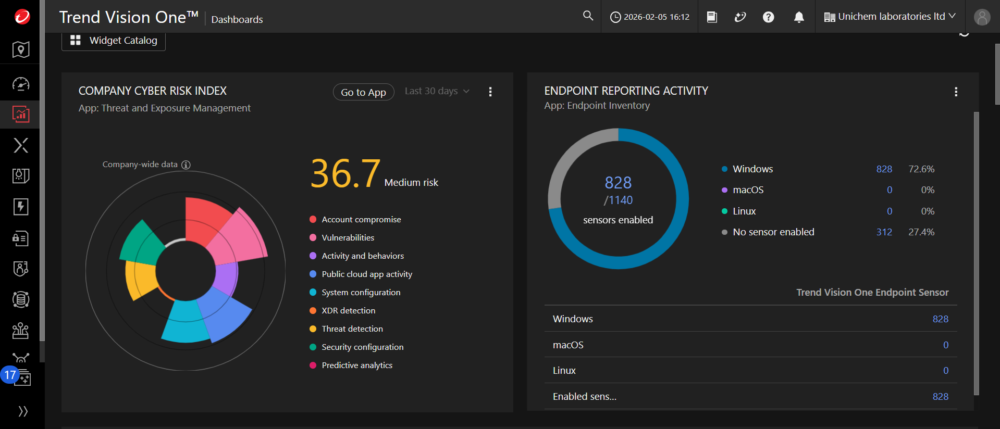 Trend Vision One™ Dashboards
2026-02-05 16:12
Unichem laboratories ltd
Widget Catalog
COMPANY CYBER RISK INDEX
Go to App
Last 30 days
App: Threat and Exposure Management
Company-wide data
36.7 Medium risk
Account compromise
Vulnerabilities
Activity and behaviors
Public cloud app activity
System configuration
XDR detection
Threat detection
Security configuration
Predictive analytics
ENDPOINT REPORTING ACTIVITY
App: Endpoint Inventory
828
/1140
sensors enabled
Windows 828 72.6%
macOS 0 0%
Linux 0 0%
No sensor enabled 312 27.4%
Trend Vision One Endpoint Sensor
Windows 828
macOS 0
Linux 0
Enabled sens... 828
17